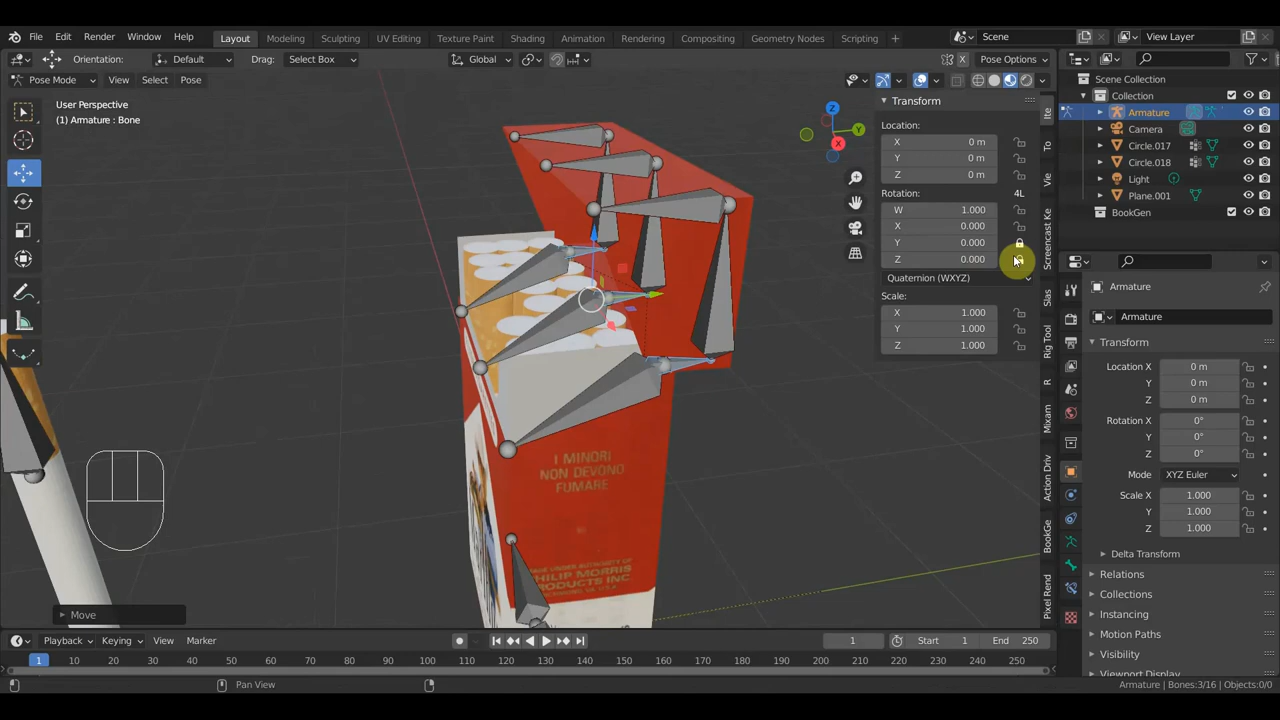 File Edit Render Window Help Layout Modeling Sculpting UV Editing Texture Paint Shading Animation Rendering Compositing Geometry Nodes Scripting + Scene View Layer
Orientation: Default Drag: Select Box Global Pose Options
Pose Mode View Select Pose
User Perspective
(1) Armature : Bone
Transform
Location:
X 0 m
Y 0 m
Z 0 m
Rotation: 4L
W 1.000
X 0.000
Y 0.000
Z 0.000
Quaternion (WXYZ)
Scale:
X 1.000
Y 1.000
Z 1.000
Ite
To
Vie
Screencast Ke
Slas
Rig Tool
R
Mixam
Action Driv
BookGe
Pixel Rend
Scene Collection
Collection
Armature
Camera
Circle.017
Circle.018
Light
Plane.001
BookGen
Armature
Armature
Transform
Location X 0 m
Y 0 m
Z 0 m
Rotation X 0°
Y 0°
Z 0°
Mode XYZ Euler
Scale X 1.000
Y 1.000
Z 1.000
Delta Transform
Relations
Collections
Instancing
Motion Paths
Visibility
Viewport Display
Z
Y
X
I MINORI
NON DEVONO
FUMARE
PHILIP MORRIS
PRODUCTS INC
Move
Playback Keying View Marker 1 Start 1 End 250
1 10 20 30 40 50 60 70 80 90 100 110 120 130 140 150 160 170 180 190 200 210 220 230 240 250
Pan View Armature | Bones:3/16 | Objects:0/0